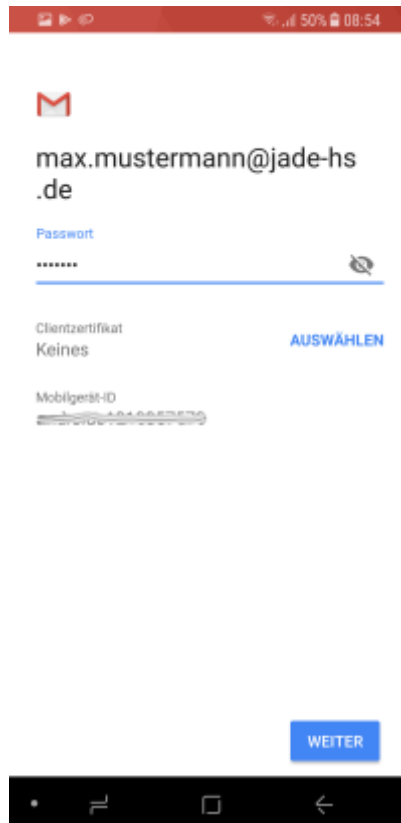 50% 08:54
max.mustermann@jade-hs
.de
Passwort
•••••••
Clientzertifikat
Keines
AUSWÄHLEN
Mobilgerät-ID
WEITER